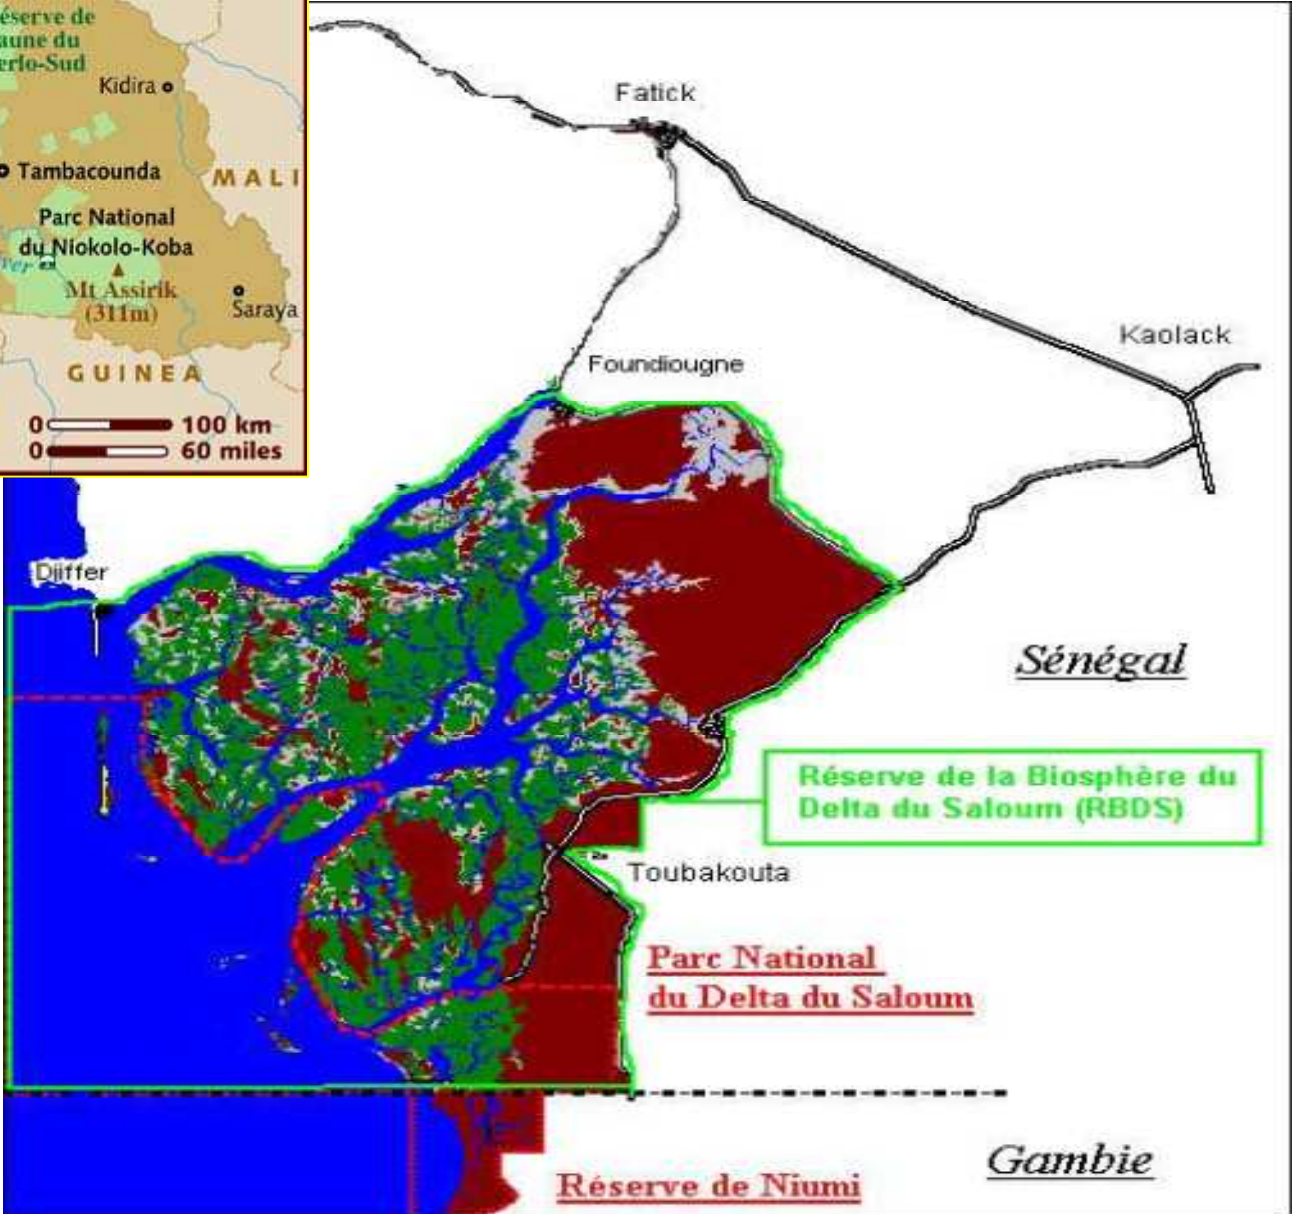 éserve de
aune du
erlo-Sud
Kidira
Tambacounda
MALI
Parc National
du Niokolo-Koba
Mt Assirik
(311m)
Saraya
GUINEA
0 100 km
0 60 miles
Fatick
Kaolack
Foundiougne
Djiffer
Sénégal
Réserve de la Biosphère du
Delta du Saloum (RBDS)
Toubakouta
Parc National
du Delta du Saloum
Gambie
Réserve de Niumi